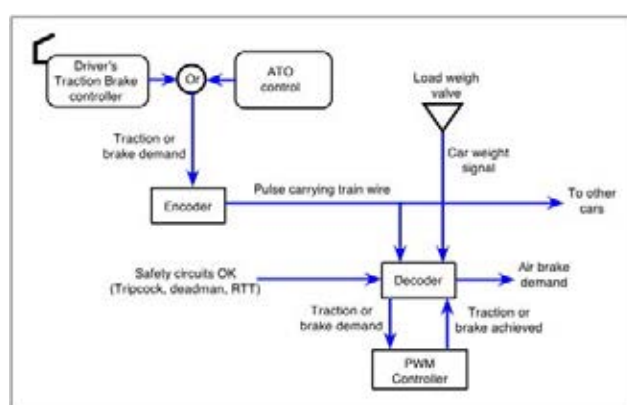 Driver's
Traction Brake
controller
Or
ATO
control
Load weigh
valve
Traction or
brake demand
Car weight
signal
Encoder
Pulse carrying train wire
To other
cars
Safety circuits OK
(Tripcock, deadman, RTT)
Decoder
Air brake
demand
Traction or
brake demand
Traction or
brake achieved
PWM
Controller